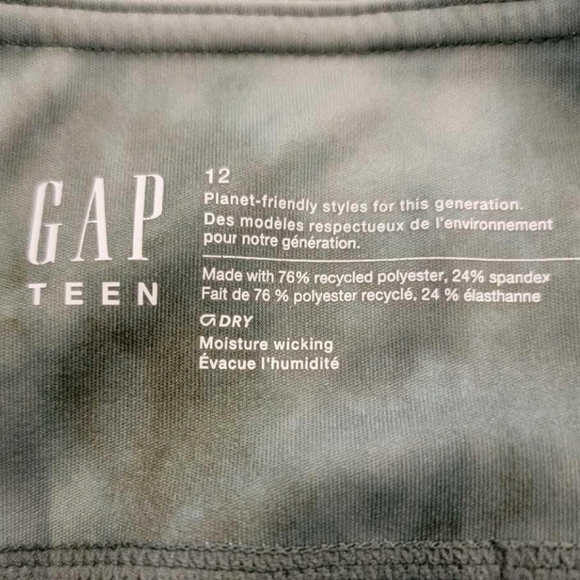 GAP
TEEN
12
Planet-friendly styles for this generation.
Des modèles respectueux de l'environnement
pour notre génération.
Made with 76% recycled polyester, 24% spandex
Fait de 76 % polyester recyclé, 24 % élasthanne
GDRY
Moisture wicking
Évacue l'humidité